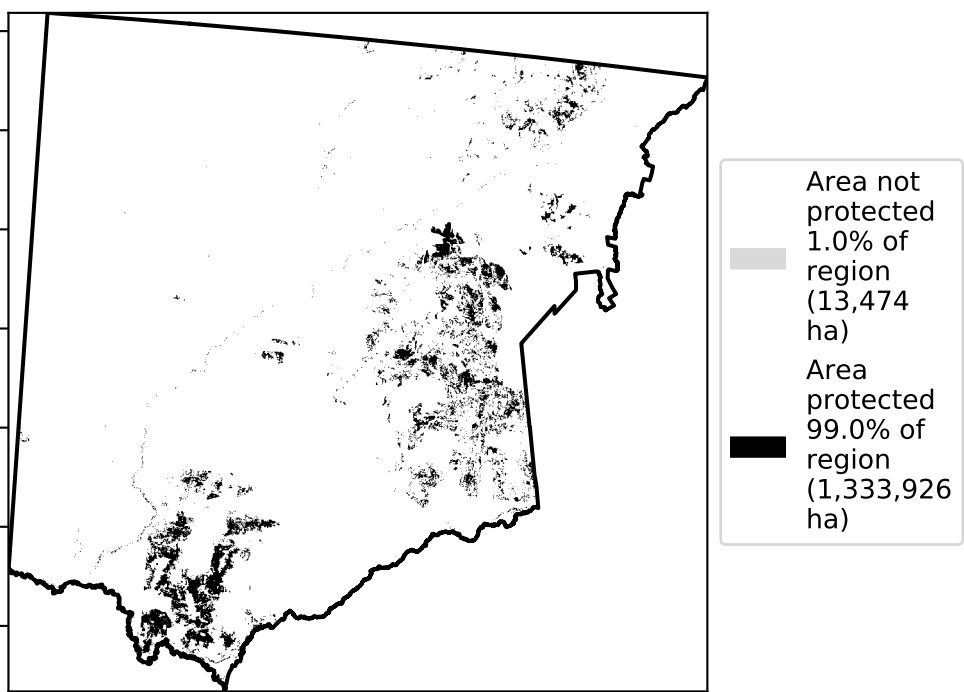 Area not
protected
1.0% of
region
(13,474
ha)
Area
protected
99.0% of
region
(1,333,926
ha)